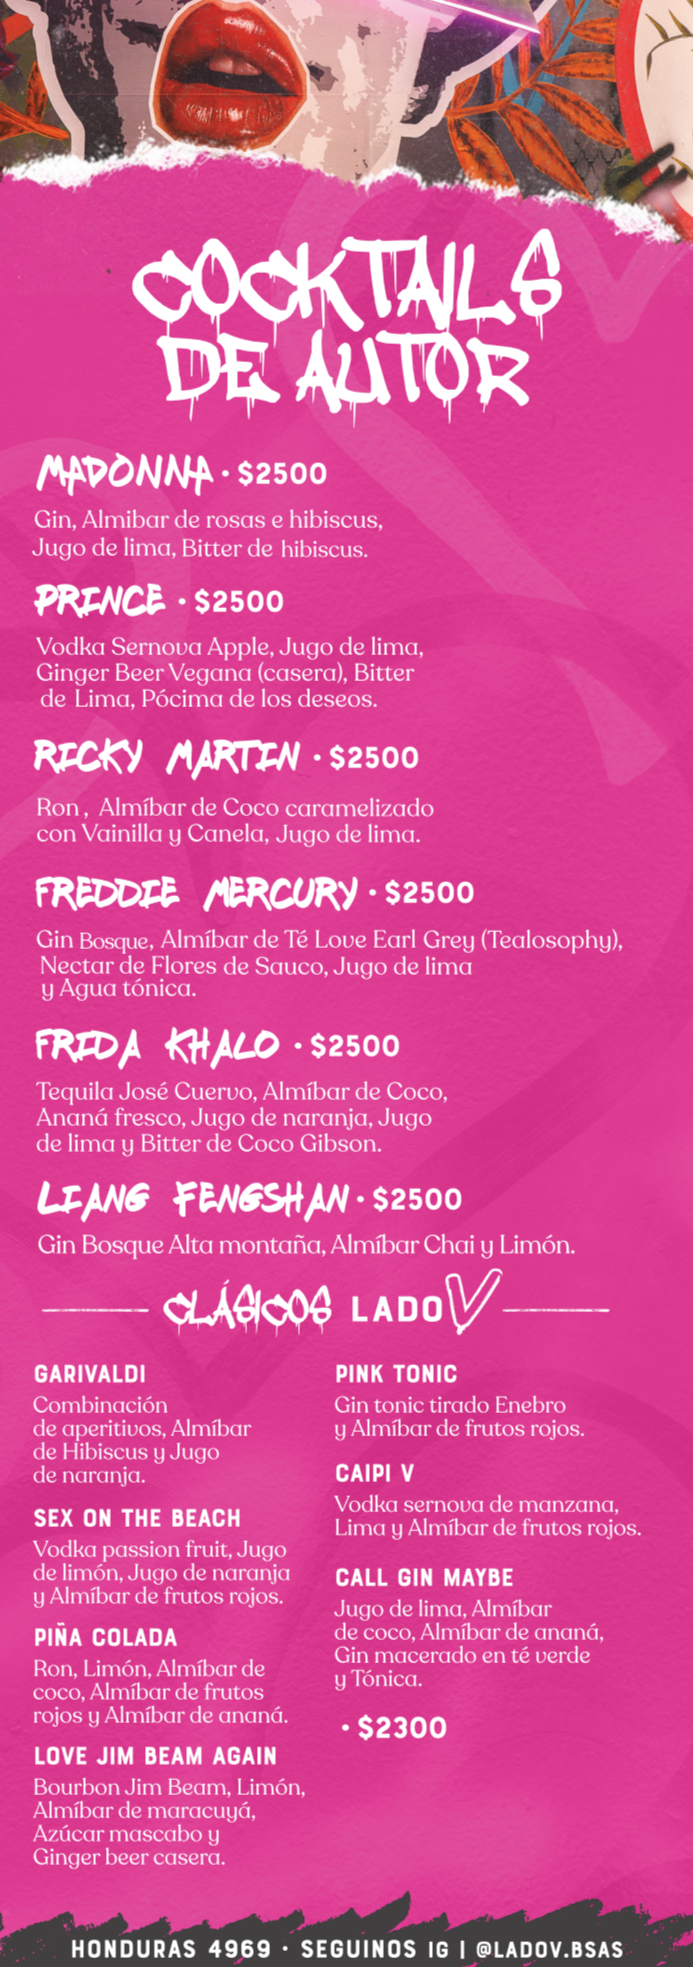 COCKTAILS
DE AUTOR
MADONNA · $2500
Gin, Almibar de rosas e hibiscus,
Jugo de lima, Bitter de hibiscus.
PRINCE · $2500
Vodka Sernova Apple, Jugo de lima,
Ginger Beer Vegana (casera), Bitter
de Lima, Pócima de los deseos.
RICKY MARTIN · $2500
Ron, Almíbar de Coco caramelizado
con Vainilla y Canela, Jugo de lima.
FREDDIE MERCURY · $2500
Gin Bosque, Almíbar de Té Love Earl Grey (Tealosophy),
Nectar de Flores de Sauco, Jugo de lima
y Agua tónica.
FRIDA KHALO · $2500
Tequila José Cuervo, Almíbar de Coco,
Ananá fresco, Jugo de naranja, Jugo
de lima y Bitter de Coco Gibson.
LIANG FENGSHAN · $2500
Gin Bosque Alta montaña, Almíbar Chai y Limón.
CLÁSICOS LADO V
GARIVALDI
Combinación
de aperitivos, Almíbar
de Hibiscus y Jugo
de naranja.
SEX ON THE BEACH
Vodka passion fruit, Jugo
de limón, Jugo de naranja
y Almíbar de frutos rojos.
PIÑA COLADA
Ron, Limón, Almíbar de
coco, Almíbar de frutos
rojos y Almíbar de ananá.
LOVE JIM BEAM AGAIN
Bourbon Jim Beam, Limón,
Almíbar de maracuyá,
Azúcar mascabo y
Ginger beer casera.
PINK TONIC
Gin tonic tirado Enebro
y Almíbar de frutos rojos.
CAIPI V
Vodka sernova de manzana,
Lima y Almíbar de frutos rojos.
CALL GIN MAYBE
Jugo de lima, Almíbar
de coco, Almíbar de ananá,
Gin macerado en té verde
y Tónica.
· $2300
HONDURAS 4969 · SEGUINOS IG | @LADOV.BSAS